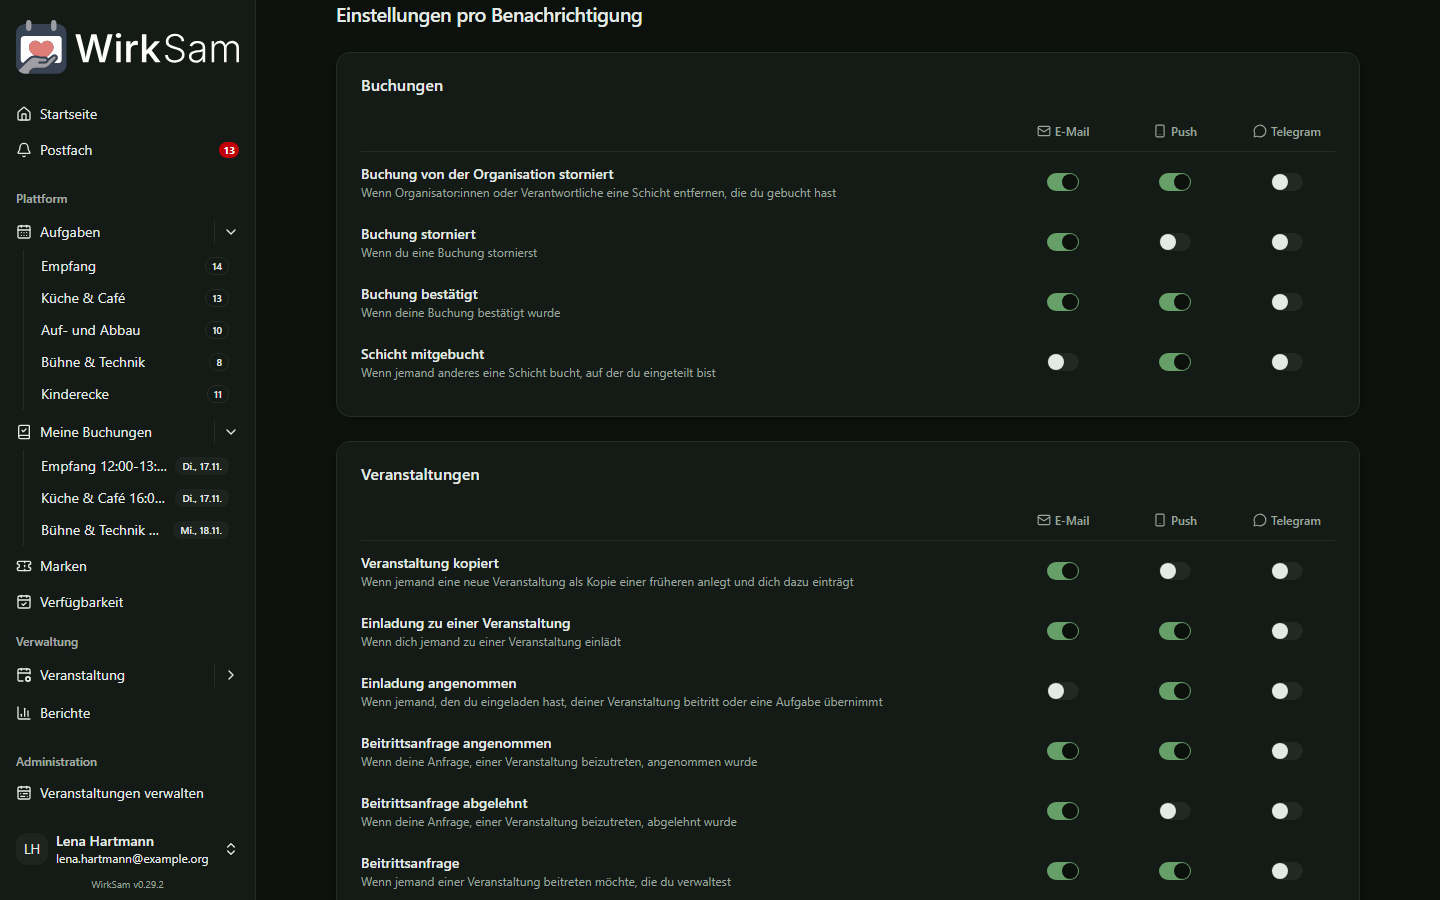 WirkSam
Startseite
Postfach 13
Plattform
Aufgaben
Empfang 14
Küche & Café 13
Auf- und Abbau 10
Bühne & Technik 8
Kinderecke 11
Meine Buchungen
Empfang 12:00-13:... Di., 17.11.
Küche & Café 16:0... Di., 17.11.
Bühne & Technik ... Mi., 18.11.
Marken
Verfügbarkeit
Verwaltung
Veranstaltung
Berichte
Administration
Veranstaltungen verwalten
LH
Lena Hartmann
lena.hartmann@example.org
WirkSam v0.29.2
Einstellungen pro Benachrichtigung
Buchungen
E-Mail Push Telegram
Buchung von der Organisation storniert
Wenn Organisator:innen oder Verantwortliche eine Schicht entfernen, die du gebucht hast
Buchung storniert
Wenn du eine Buchung stornierst
Buchung bestätigt
Wenn deine Buchung bestätigt wurde
Schicht mitgebucht
Wenn jemand anderes eine Schicht bucht, auf der du eingeteilt bist
Veranstaltungen
E-Mail Push Telegram
Veranstaltung kopiert
Wenn jemand eine neue Veranstaltung als Kopie einer früheren anlegt und dich dazu einträgt
Einladung zu einer Veranstaltung
Wenn dich jemand zu einer Veranstaltung einlädt
Einladung angenommen
Wenn jemand, den du eingeladen hast, deiner Veranstaltung beitritt oder eine Aufgabe übernimmt
Beitrittsanfrage angenommen
Wenn deine Anfrage, einer Veranstaltung beizutreten, angenommen wurde
Beitrittsanfrage abgelehnt
Wenn deine Anfrage, einer Veranstaltung beizutreten, abgelehnt wurde
Beitrittsanfrage
Wenn jemand einer Veranstaltung beitreten möchte, die du verwaltest